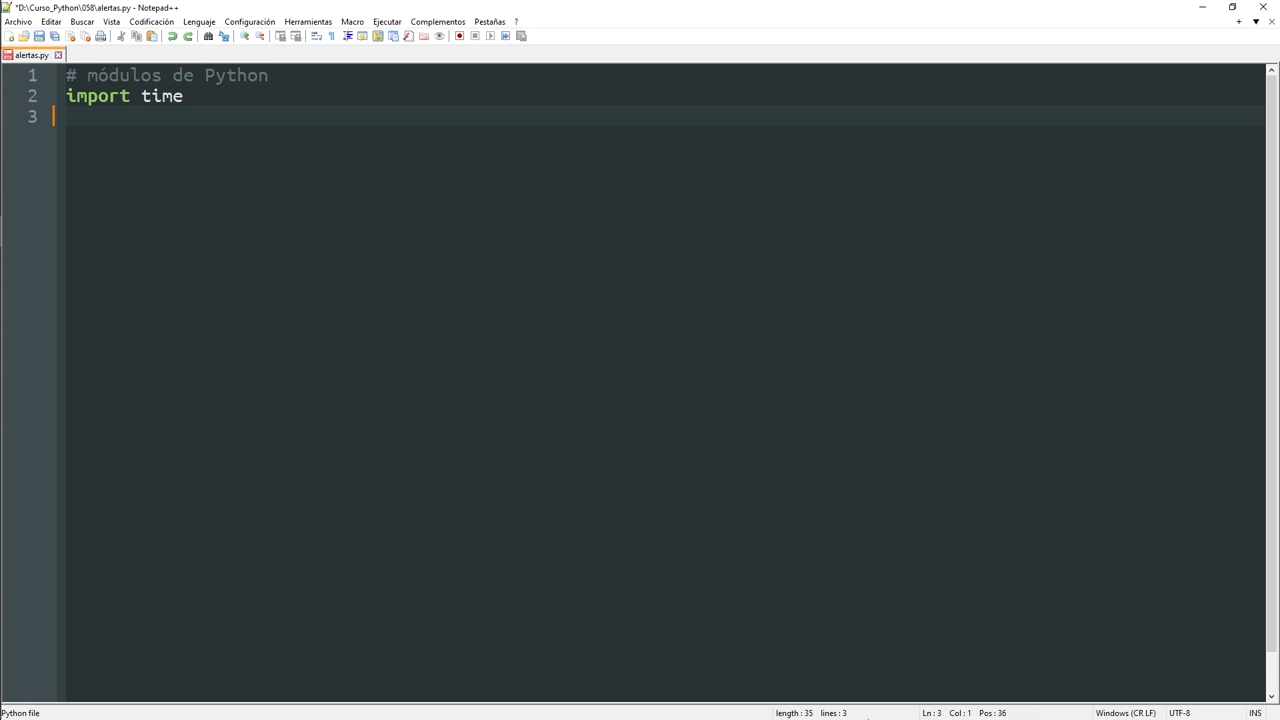 *D:\Curso_Python\058\alertas.py - Notepad++
Archivo Editar Buscar Vista Codificación Lenguaje Configuración Herramientas Macro Ejecutar Complementos Pestañas ?
alertas.py
1 # módulos de Python
2 import time
3
Python file length : 35 lines : 3 Ln : 3 Col : 1 Pos : 36 Windows (CR LF) UTF-8 INS